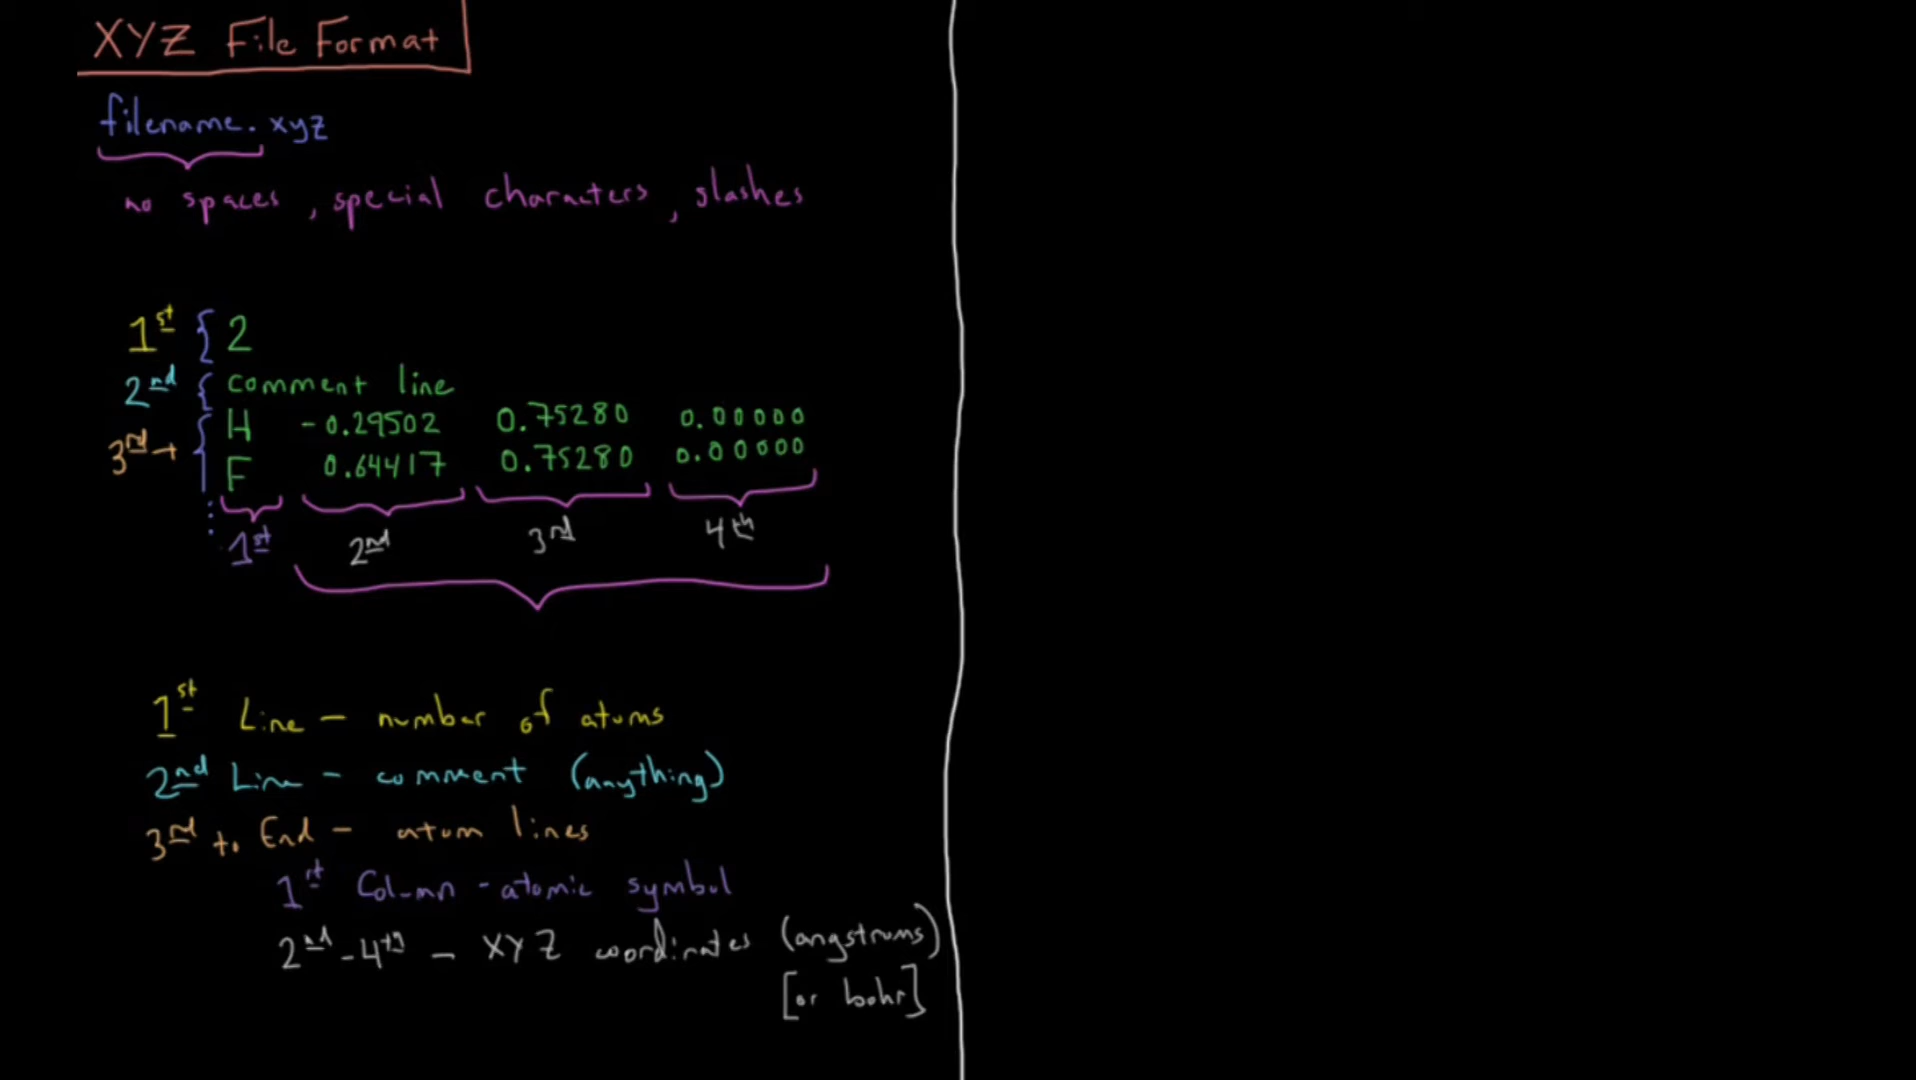 XYZ File Format
filename.xyz
no spaces, special characters, slashes
1st { 2
2nd { comment line
3rd + { H -0.29502 0.75280 0.00000
F 0.64417 0.75280 0.00000
1st 2nd 3rd 4th
1st Line - number of atoms
2nd Line - comment (anything)
3rd to End - atom lines
1st Column - atomic symbol
2nd - 4th - XYZ coordinates (angstroms)
[or bohr]